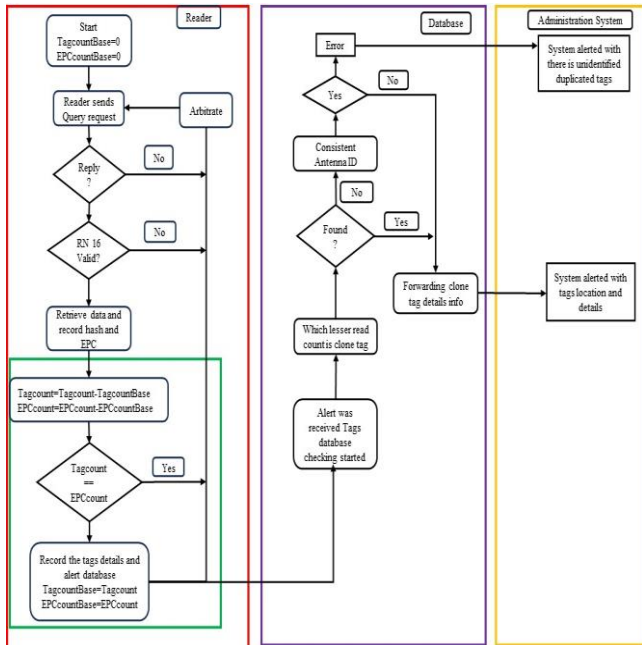 Reader
Start
TagcountBase=0
EPCcountBase=0
Reader sends
Query request
Arbitrate
Reply
?
No
RN 16
Valid?
No
Retrieve data and
record hash and
EPC
Tagcount=Tagcount-TagcountBase
EPCcount=EPCcount-EPCcountBase
Tagcount
==
EPCcount
Yes
Record the tags details and
alert database
TagcountBase=Tagcount
EPCcountBase=EPCcount
Database
Error
Yes
No
Consistent
Antenna ID
No
Found
?
Yes
Forwarding clone
tag details info
Which lesser read
count is clone tag
Alert was
received Tags
database
checking started
Administration System
System alerted with
there is unidentified
duplicated tags
System alerted with
tags location and
details